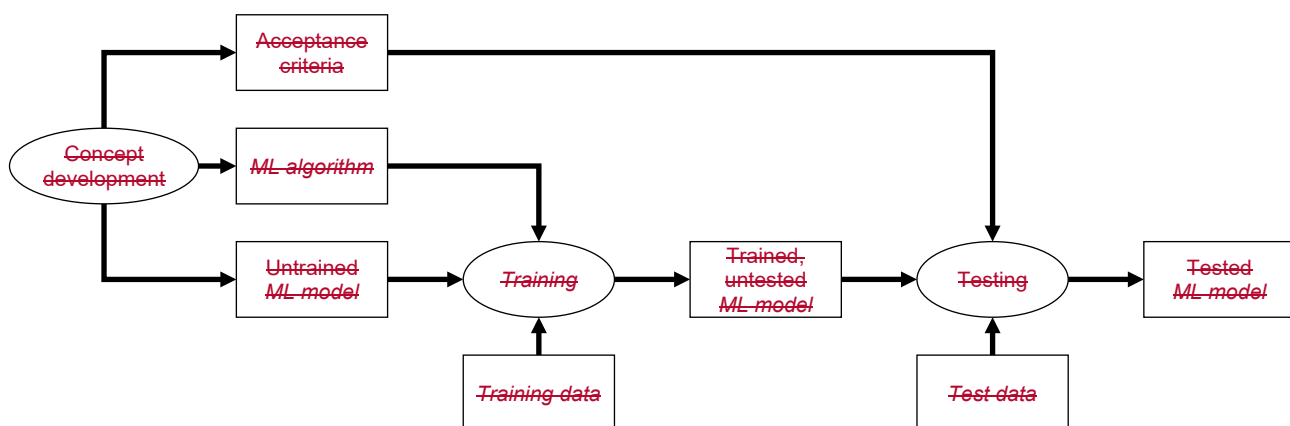 Acceptance
criteria
Concept
development
ML algorithm
Untrained
ML model
Training
Trained,
untested
ML model
Testing
Tested
ML model
Training data
Test data